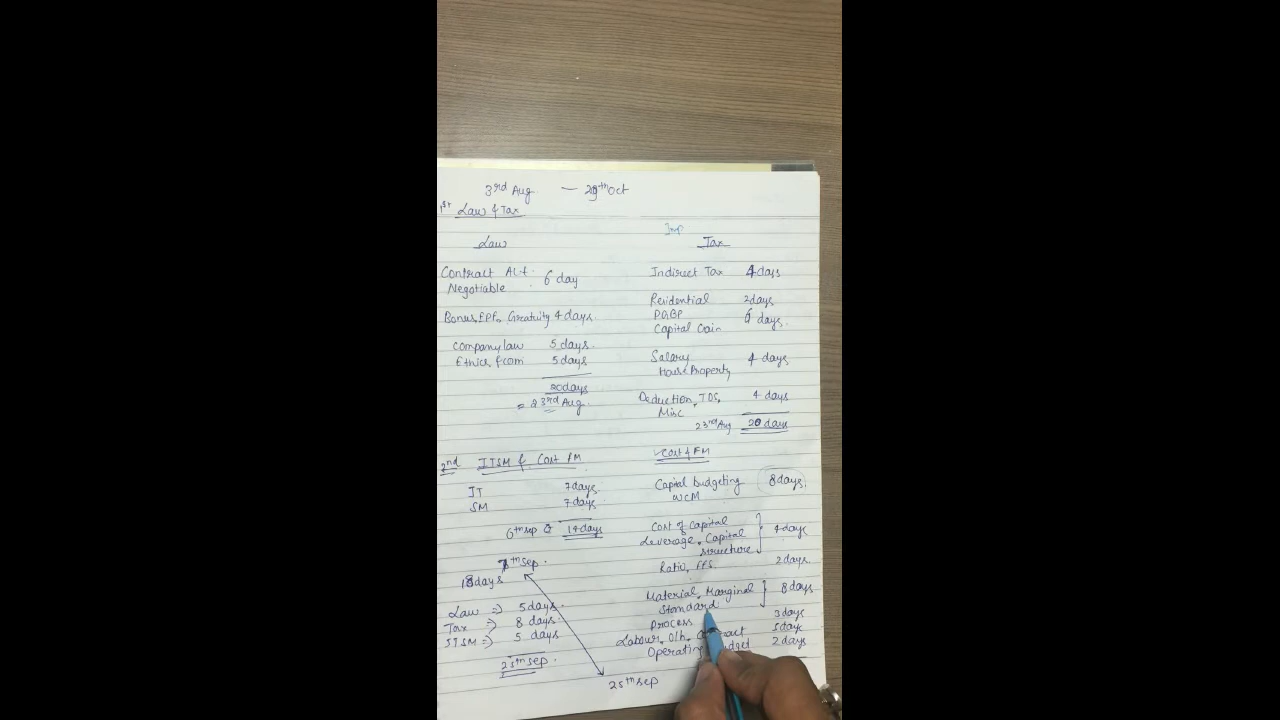 3rd Aug — 29th Oct
1st Law & Tax
Law
Contract Act. 6 day
Negotiable
Bonus, EPF, Greatuity 4 days.
Company law 5 days.
Ethics, & com 5 days
20 days
= 23rd Aug.
Imp
Tax
Indirect Tax 4 days
Residential 2 days
PGBP 6 days.
Capital Gain
Salary 4 days
House Property
Deduction, TDS, 4 days
Misc
23rd Aug 20 days
2nd ITSM & Cost FM
IT 7 days
SM 7 days
6th Sep 14 days
7th Sep.
18 days
Law => 5 days.
Tax => 8 days.
ITSM => 5 days
25th Sep.
Cost & FM
Capital budgeting 8 days
WCM
Cost of Capital
Leverage, Capital 4 days
structure
Ratio, FFS 2 days
Material, Marginal 8 days
Standard
Process 3 days
Labour, O/h, 5 days
Operating 2 days
25th Sep